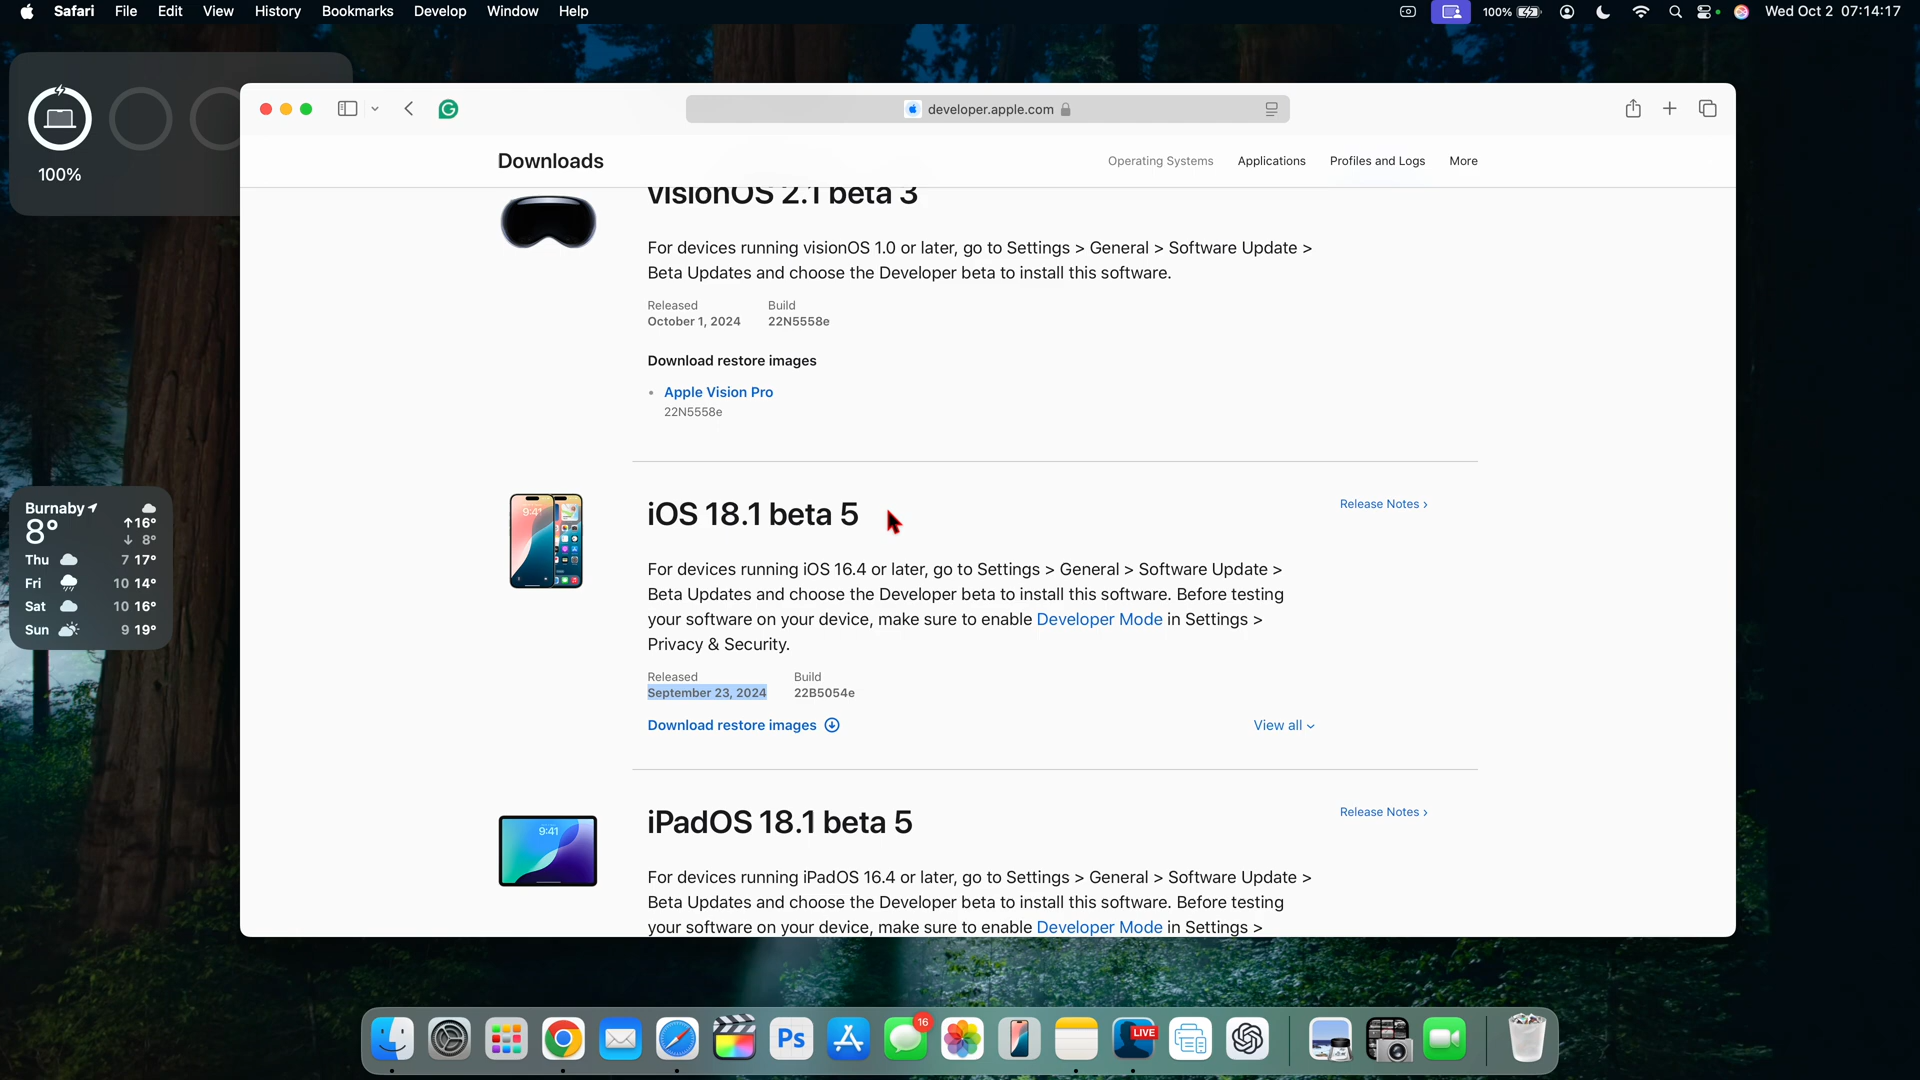 Safari File Edit View History Bookmarks Develop Window Help
100% Wed Oct 2 07:14:17
100%
developer.apple.com
Downloads
Operating Systems Applications Profiles and Logs More
visionOS 2.1 beta 3
For devices running visionOS 1.0 or later, go to Settings > General > Software Update >
Beta Updates and choose the Developer beta to install this software.
Released Build
October 1, 2024 22N5558e
Download restore images
• Apple Vision Pro
22N5558e
Burnaby
8° ↑16°
↓ 8°
Thu 7 17°
Fri 10 14°
Sat 10 16°
Sun 9 19°
9:41
iOS 18.1 beta 5
Release Notes >
For devices running iOS 16.4 or later, go to Settings > General > Software Update >
Beta Updates and choose the Developer beta to install this software. Before testing
your software on your device, make sure to enable Developer Mode in Settings >
Privacy & Security.
Released Build
September 23, 2024 22B5054e
Download restore images View all
9:41
iPadOS 18.1 beta 5
Release Notes >
For devices running iPadOS 16.4 or later, go to Settings > General > Software Update >
Beta Updates and choose the Developer beta to install this software. Before testing
your software on your device, make sure to enable Developer Mode in Settings >
Ps
16
LIVE